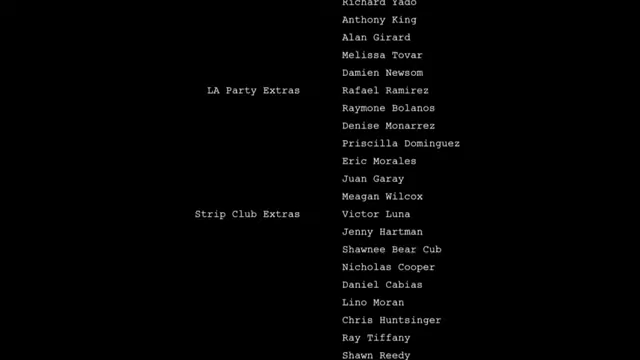 Richard Yado
Anthony King
Alan Girard
Melissa Tovar
Damien Newsom
LA Party Extras Rafael Ramirez
Raymone Bolanos
Denise Monarrez
Priscilla Dominguez
Eric Morales
Juan Garay
Meagan Wilcox
Strip Club Extras Victor Luna
Jenny Hartman
Shawnee Bear Cub
Nicholas Cooper
Daniel Cabias
Lino Moran
Chris Huntsinger
Ray Tiffany
Shawn Reedy